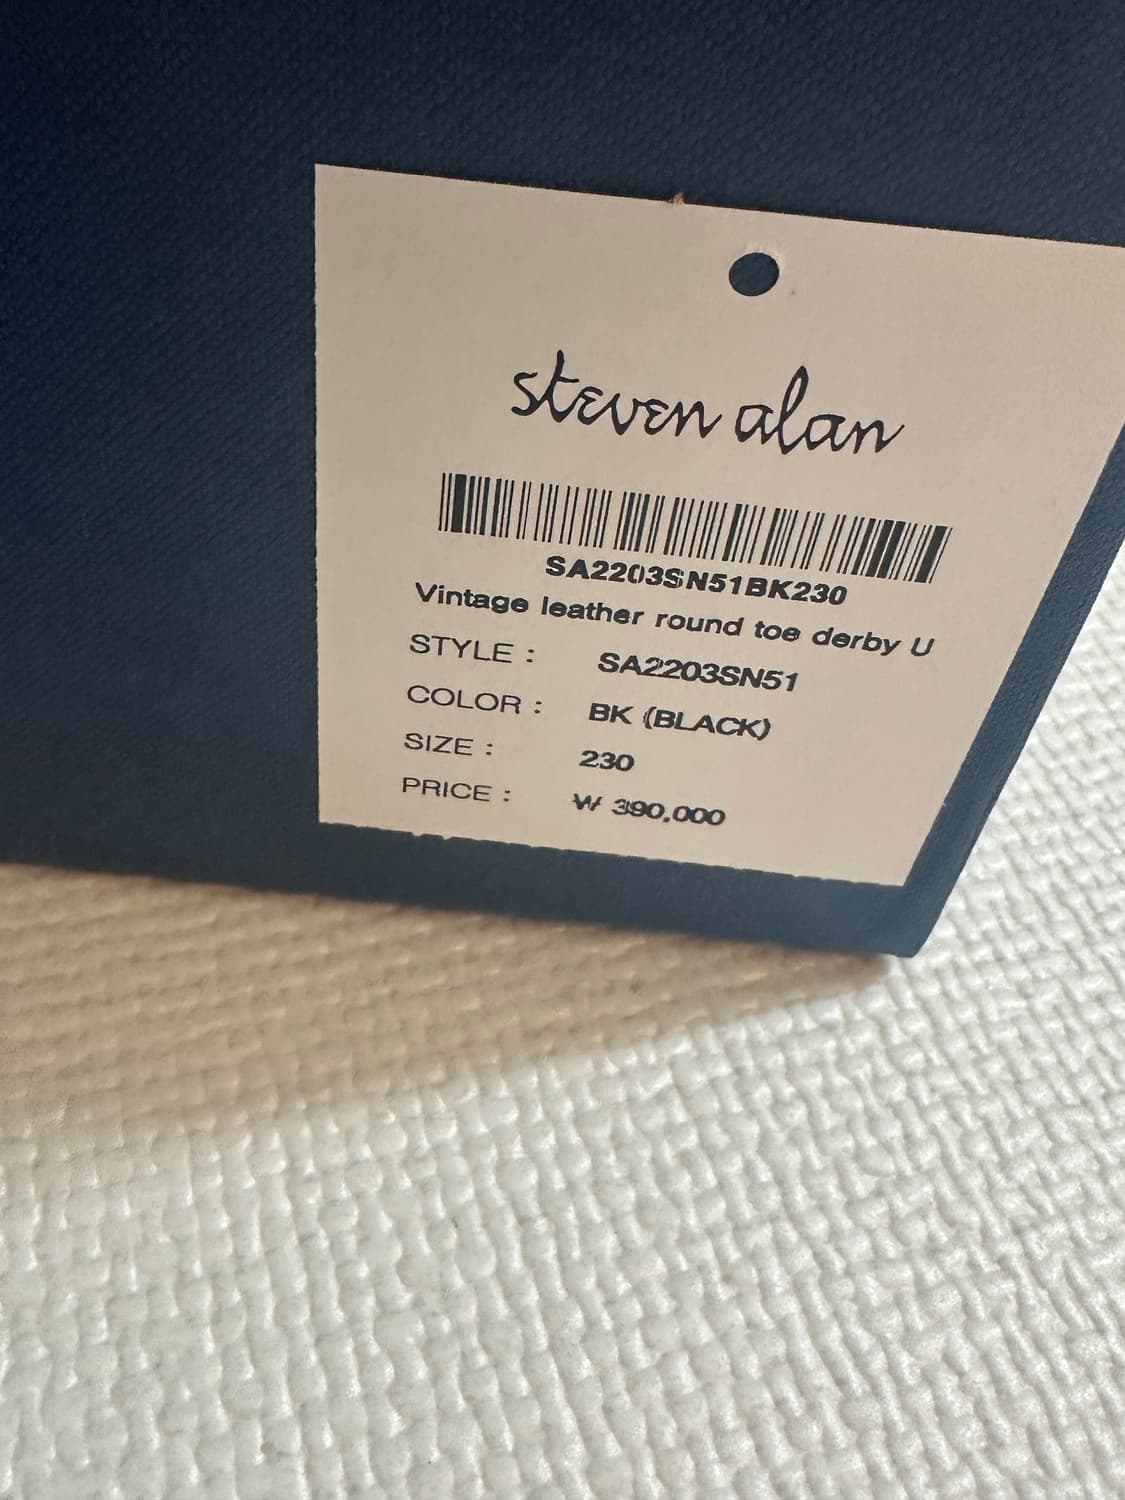 steven alan
SA2203SN51BK230
Vintage leather round toe derby U
STYLE : SA2203SN51
COLOR : BK (BLACK)
SIZE : 230
PRICE : ₩ 390,000